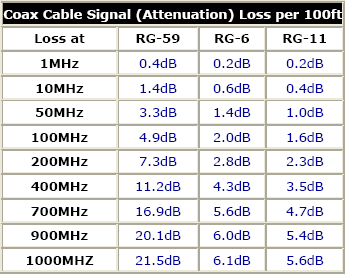 Coax Cable Signal (Attenuation) Loss per 100ft
Loss at RG-59 RG-6 RG-11
1MHz 0.4dB 0.2dB 0.2dB
10MHz 1.4dB 0.6dB 0.4dB
50MHz 3.3dB 1.4dB 1.0dB
100MHz 4.9dB 2.0dB 1.6dB
200MHz 7.3dB 2.8dB 2.3dB
400MHz 11.2dB 4.3dB 3.5dB
700MHz 16.9dB 5.6dB 4.7dB
900MHz 20.1dB 6.0dB 5.4dB
1000MHZ 21.5dB 6.1dB 5.6dB